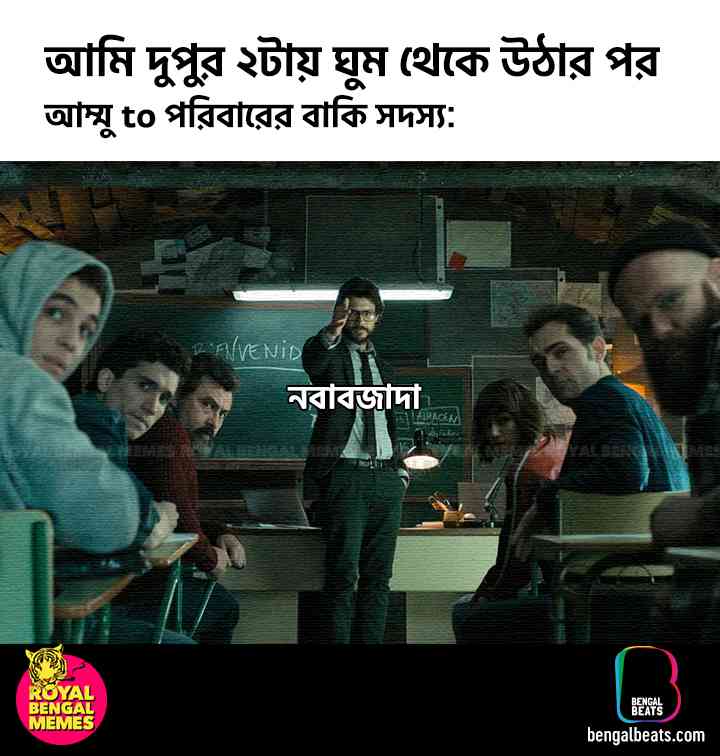 আমি দুপুর ২টায় ঘুম থেকে উঠার পর
আম্মু to পরিবারের বাকি সদস্য:
নবাবজাদা
ROYAL
BENGAL
MEMES
BENGAL
BEATS
bengalbeats.com